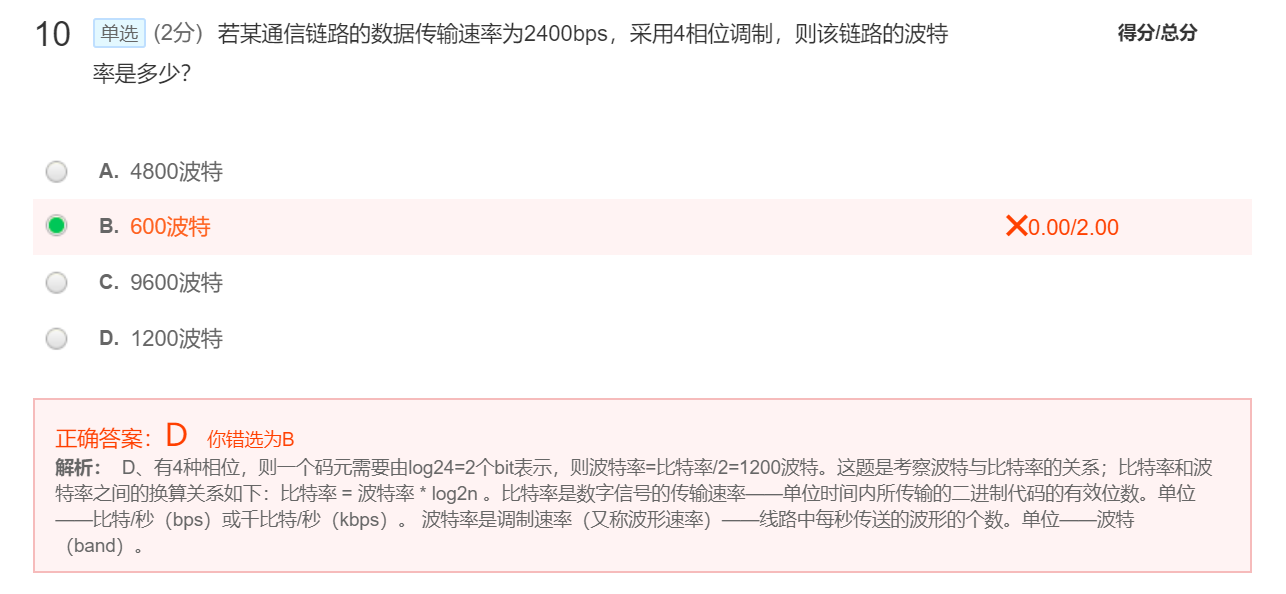 10 单选 (2分) 若某通信链路的数据传输速率为2400bps，采用4相位调制，则该链路的波特 得分/总分
率是多少？
A. 4800波特
B. 600波特 ✕0.00/2.00
C. 9600波特
D. 1200波特
正确答案：D 你错选为B
解析： D、有4种相位，则一个码元需要由log24=2个bit表示，则波特率=比特率/2=1200波特。这题是考察波特与比特率的关系；比特率和波
特率之间的换算关系如下：比特率 = 波特率 * log2n 。比特率是数字信号的传输速率——单位时间内所传输的二进制代码的有效位数。单位
——比特/秒（bps）或千比特/秒（kbps）。 波特率是调制速率（又称波形速率）——线路中每秒传送的波形的个数。单位——波特
（band）。